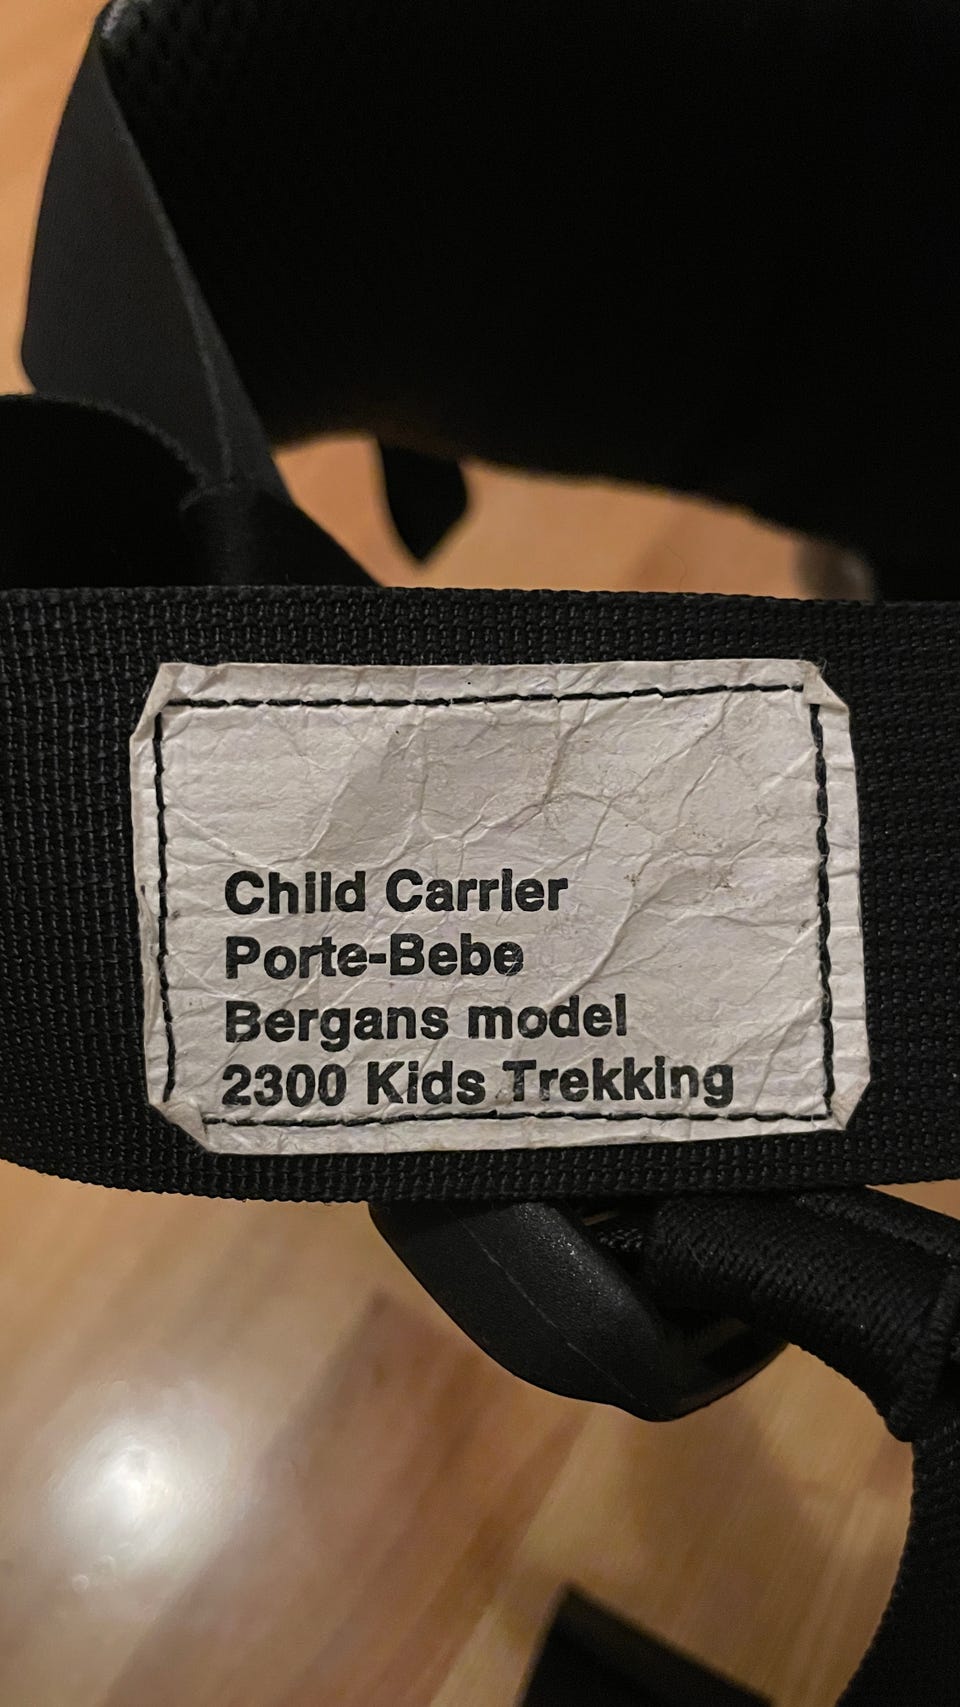 Child Carrier
Porte-Bebe
Bergans model
2300 Kids Trekking